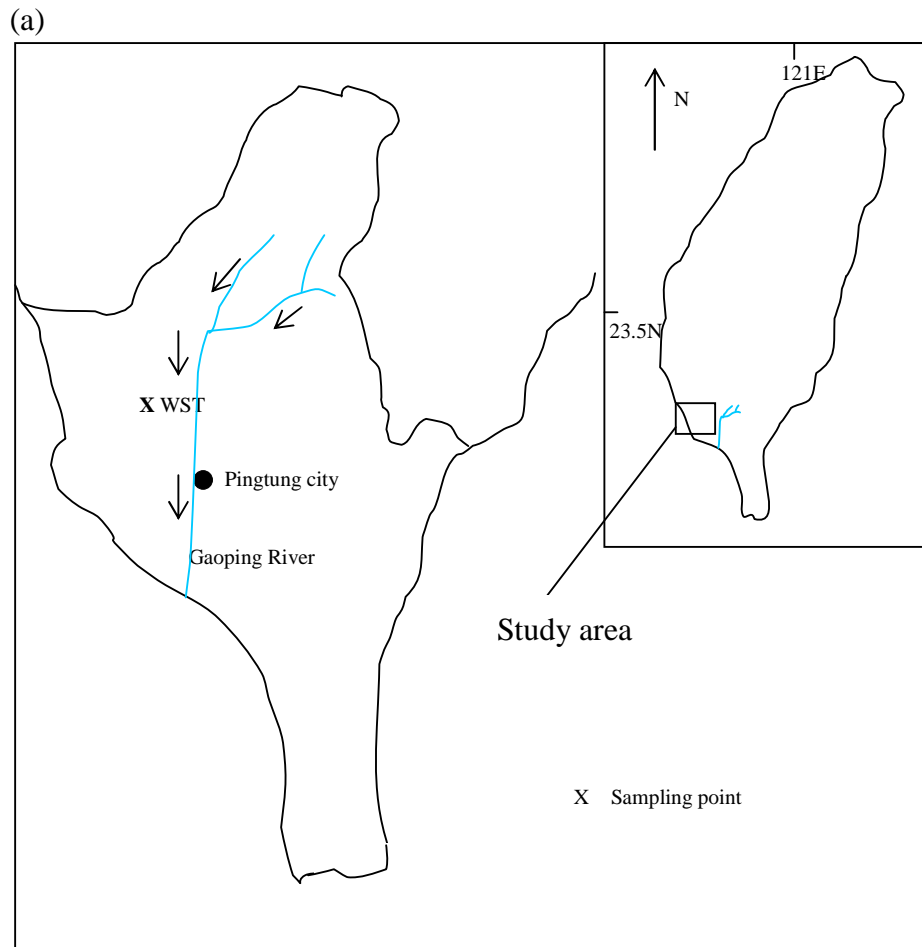 (a)
121E
N
23.5N
X WST
Pingtung city
Gaoping River
Study area
X Sampling point